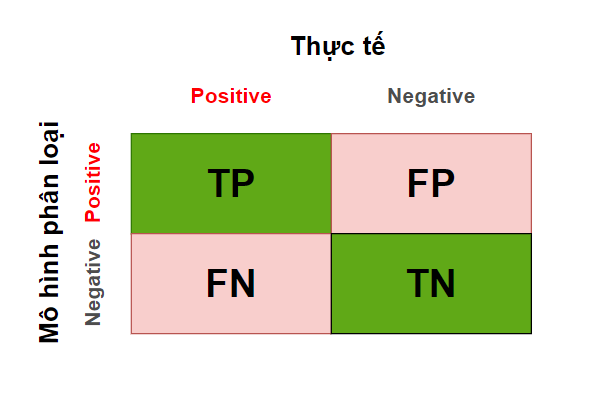 Thực tế
Positive Negative
Mô hình phân loại
Positive
TP FP
Negative
FN TN